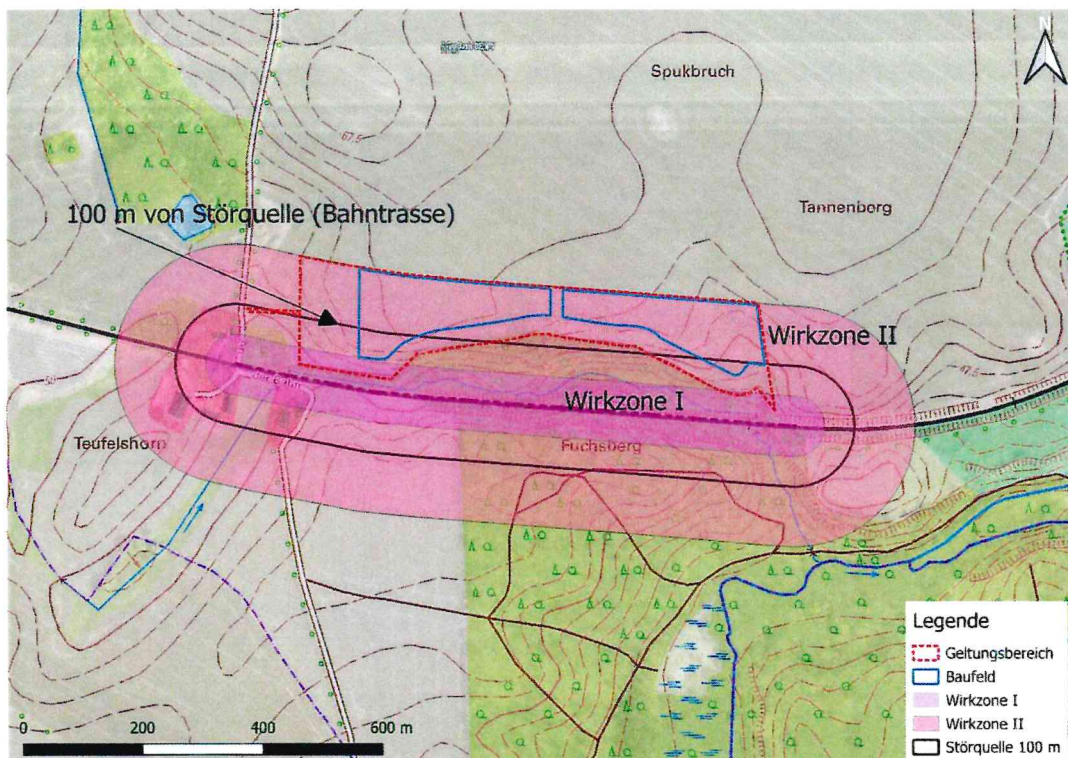 N
Spukbruch
67,5
Tannenberg
100 m von Störquelle (Bahntrasse)
Wirkzone II
Wirkzone I
Teufelshorn
Fuchsberg
47,5
Legende
Geltungsbereich
Baufeld
Wirkzone I
Wirkzone II
Störquelle 100 m
0 200 400 600 m